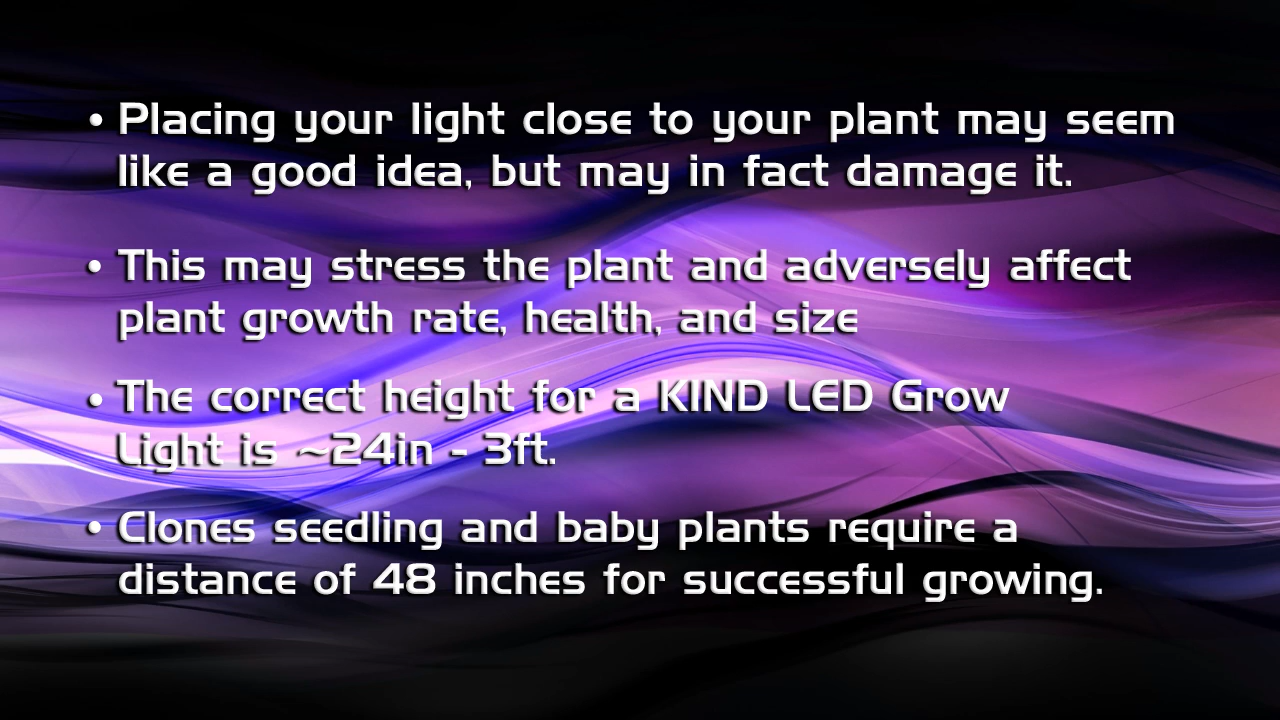 • Placing your light close to your plant may seem
like a good idea, but may in fact damage it.
• This may stress the plant and adversely affect
plant growth rate, health, and size
• The correct height for a KIND LED Grow
Light is ~24in - 3ft.
• Clones seedling and baby plants require a
distance of 48 inches for successful growing.